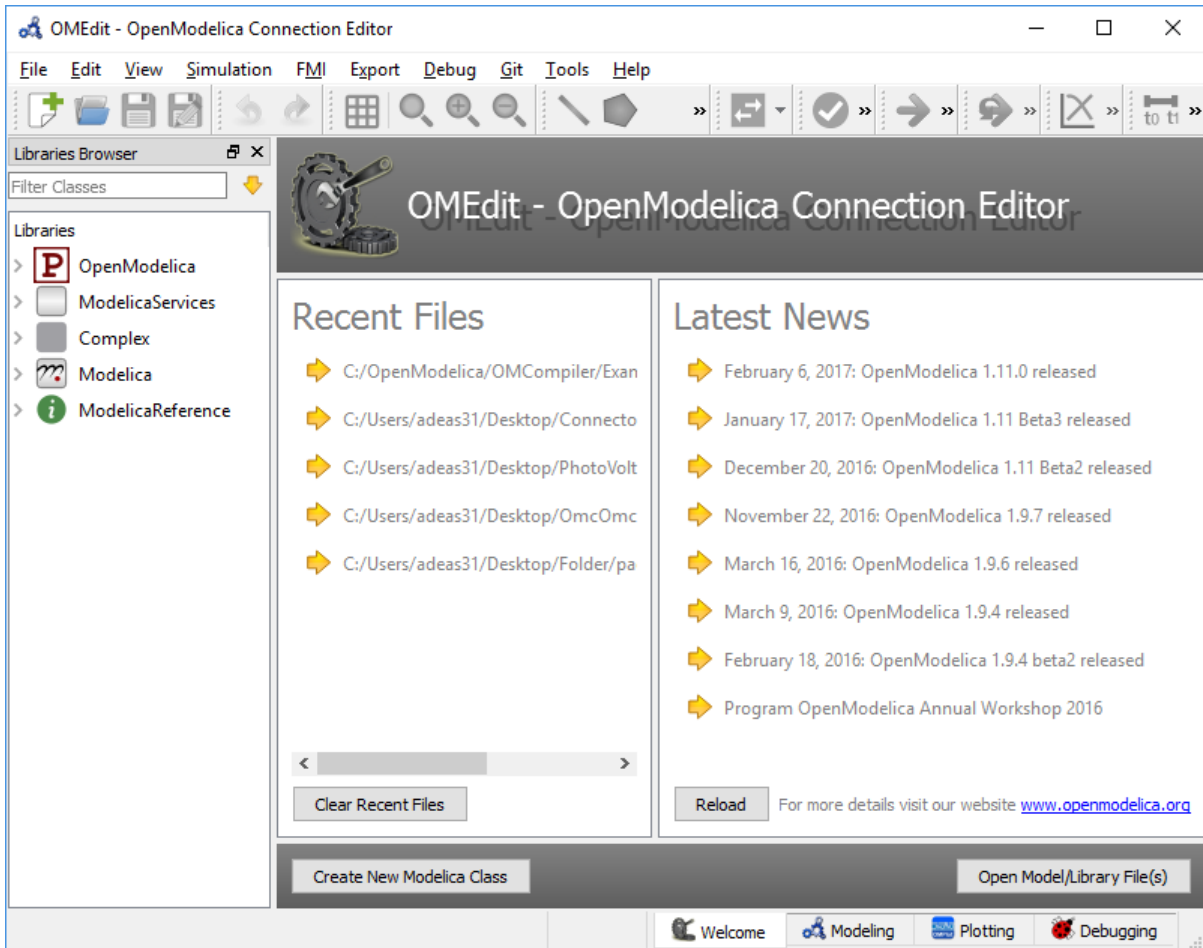 OMEdit - OpenModelica Connection Editor
File Edit View Simulation FMI Export Debug Git Tools Help
» » » » » to t1 »
Libraries Browser
Filter Classes
Libraries
P OpenModelica
ModelicaServices
Complex
Modelica
i ModelicaReference
OMEdit - OpenModelica Connection Editor
Recent Files
C:/OpenModelica/OMCompiler/Exan
C:/Users/adeas31/Desktop/Connecto
C:/Users/adeas31/Desktop/PhotoVolt
C:/Users/adeas31/Desktop/OmcOmc
C:/Users/adeas31/Desktop/Folder/pa
Clear Recent Files
Latest News
February 6, 2017: OpenModelica 1.11.0 released
January 17, 2017: OpenModelica 1.11 Beta3 released
December 20, 2016: OpenModelica 1.11 Beta2 released
November 22, 2016: OpenModelica 1.9.7 released
March 16, 2016: OpenModelica 1.9.6 released
March 9, 2016: OpenModelica 1.9.4 released
February 18, 2016: OpenModelica 1.9.4 beta2 released
Program OpenModelica Annual Workshop 2016
Reload For more details visit our website www.openmodelica.org
Create New Modelica Class Open Model/Library File(s)
Welcome Modeling Plotting Debugging